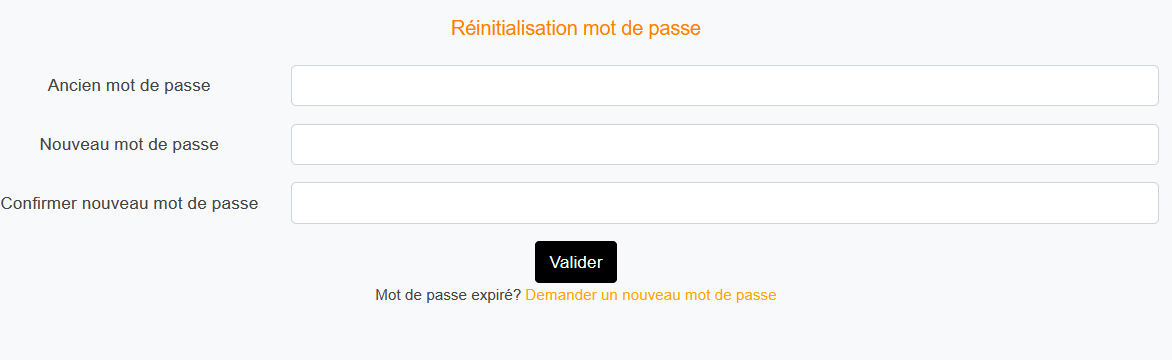 Réinitialisation mot de passe
Ancien mot de passe
Nouveau mot de passe
Confirmer nouveau mot de passe
Valider
Mot de passe expiré? Demander un nouveau mot de passe